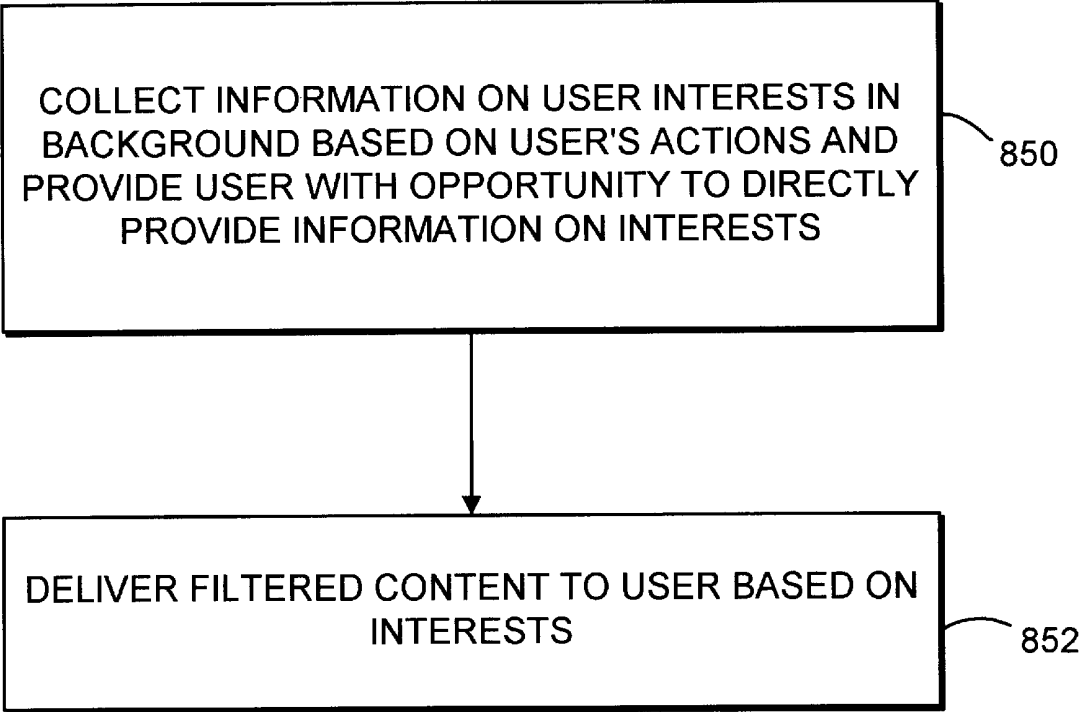 COLLECT INFORMATION ON USER INTERESTS IN
BACKGROUND BASED ON USER'S ACTIONS AND
PROVIDE USER WITH OPPORTUNITY TO DIRECTLY
PROVIDE INFORMATION ON INTERESTS
850
DELIVER FILTERED CONTENT TO USER BASED ON
INTERESTS
852